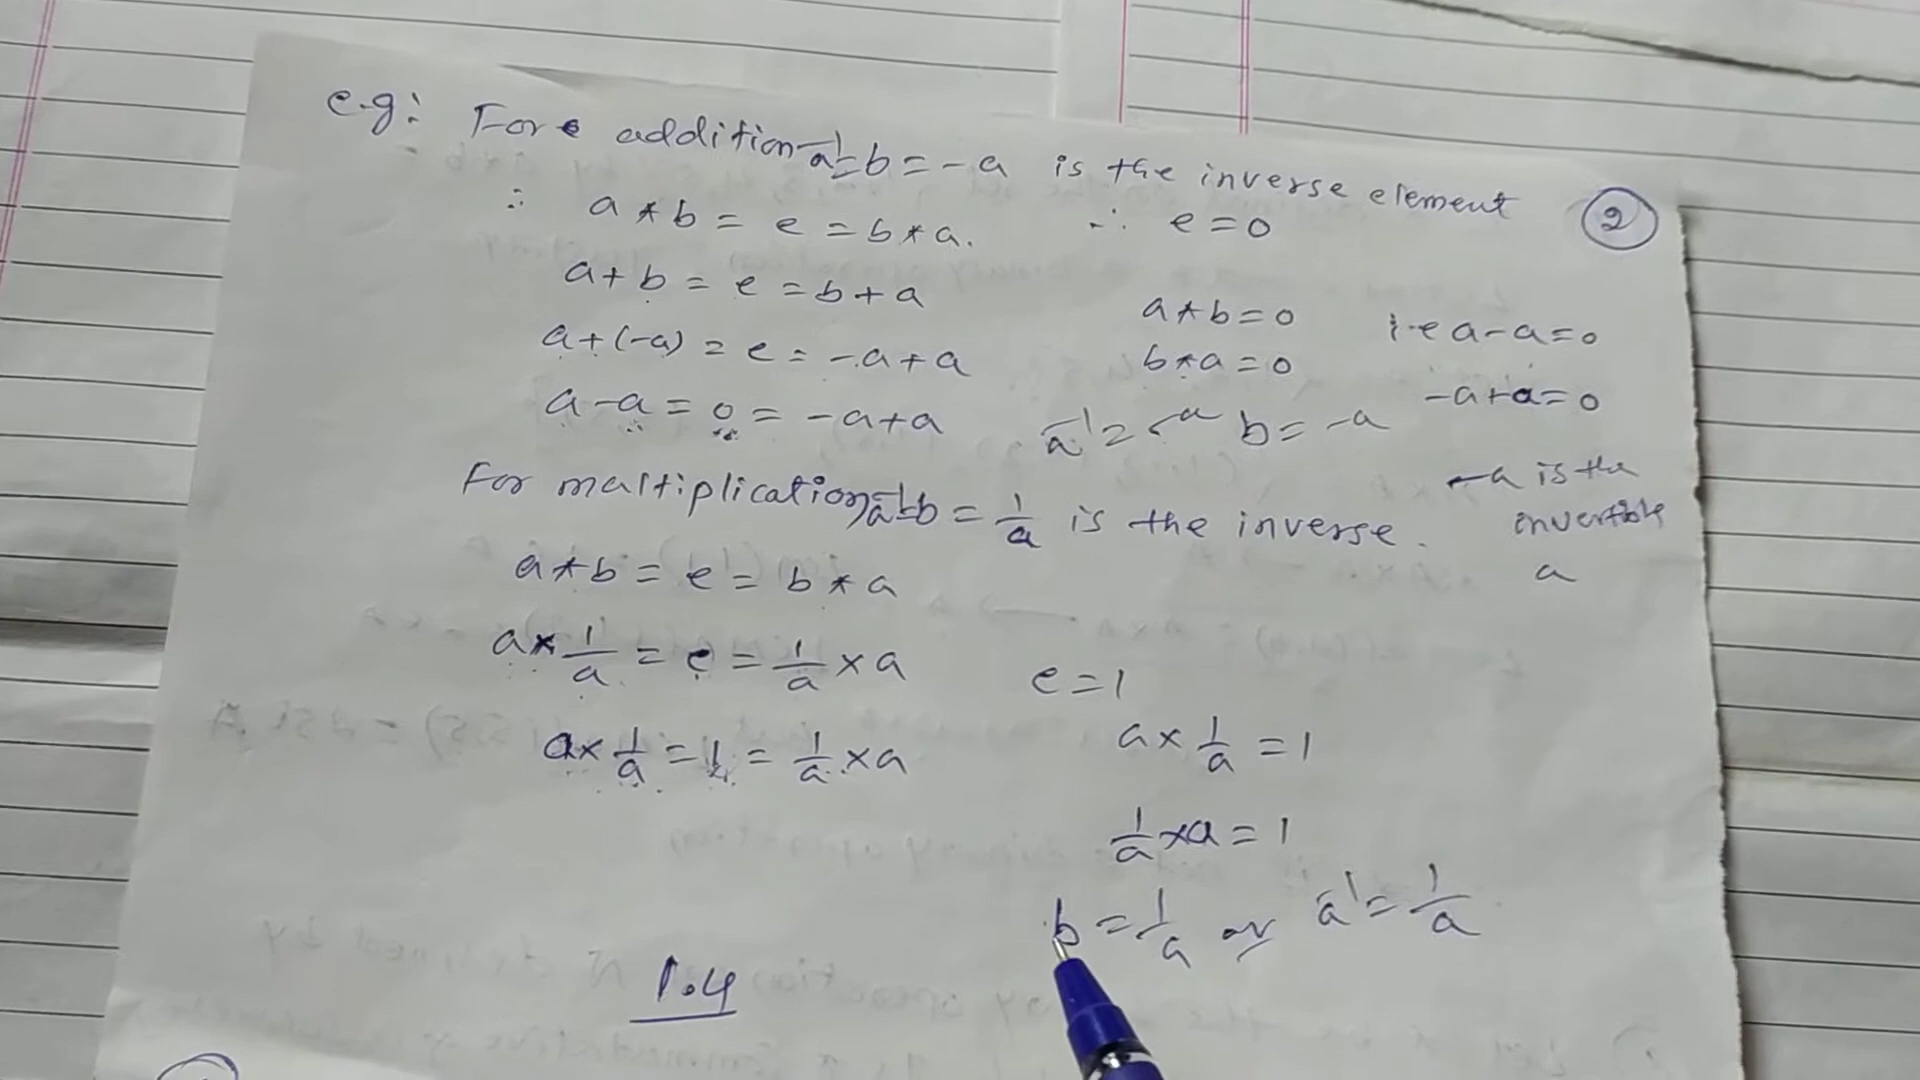 e.g: For addition a⁻¹=b = -a is the inverse element
②
∴ a * b = e = b * a. ∴ e = 0
a + b = e = b + a
a * b = 0 i.e a - a = 0
a + (-a) = e = -a + a
b * a = 0
-a + a = 0
a - a = 0 = -a + a
a⁻¹ = -a b = -a
-a is the
invertible
a
For multiplication, a⁻¹=b = 1/a is the inverse.
a * b = e = b * a
a × 1/a = e = 1/a × a
e = 1
a × 1/a = 1 = 1/a × a
a × 1/a = 1
1/a × a = 1
b = 1/a or a⁻¹ = 1/a
1.4